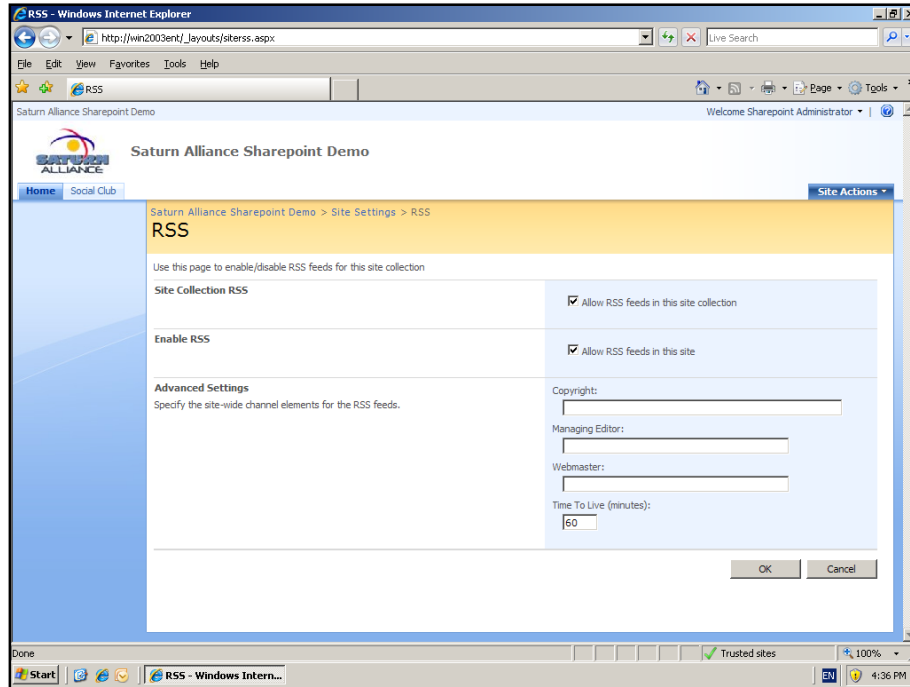 RSS - Windows Internet Explorer
http://win2003ent/_layouts/siterss.aspx
Live Search
File Edit View Favorites Tools Help
RSS
Page Tools
Saturn Alliance Sharepoint Demo
Welcome Sharepoint Administrator
SATURN
ALLIANCE
Saturn Alliance Sharepoint Demo
Home Social Club
Site Actions
Saturn Alliance Sharepoint Demo > Site Settings > RSS
RSS
Use this page to enable/disable RSS feeds for this site collection
Site Collection RSS
Allow RSS feeds in this site collection
Enable RSS
Allow RSS feeds in this site
Advanced Settings
Specify the site-wide channel elements for the RSS feeds.
Copyright:
Managing Editor:
Webmaster:
Time To Live (minutes):
60
OK Cancel
Done
Trusted sites
100%
Start
RSS - Windows Intern...
EN
4:36 PM